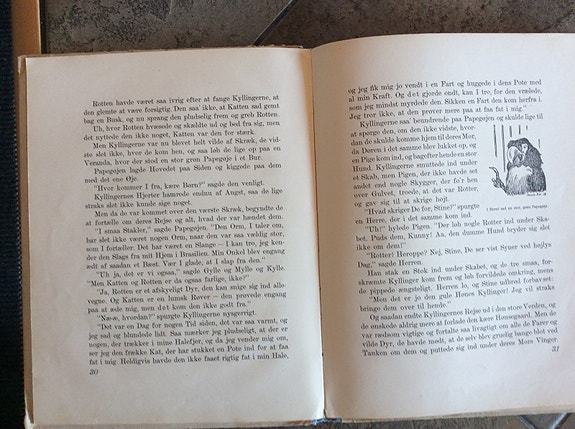 Rotten havde været saa ivrig efter at fange Kyllingerne, at
den glemte at være forsigtig. Den saa' ikke, at Katten sad gemt
bag en Busk, og nu sprang den pludselig frem og greb Rotten.
Uh, hvor Rotten hvæsede og skældte ud og bed fra sig, men
det nyttede den ikke noget, Katten var den for stærk.
Men Kyllingerne var nu blevet helt vilde af Skræk, de vid-
ste slet ikke, hvor de kom hen, og saa løb de lige op paa en
Veranda, hvor der stod en stor grøn Papegøje i et Bur.
Papegøjen lagde Hovedet paa Siden og kiggede paa dem
med det ene Øje.
"Hvor kommer I fra, kære Børn?" sagde den venligt.
Kyllingernes Hjerter hamrede endnu af Angst, saa de lige
straks slet ikke kunde sige noget.
Men da de var kommet over den værste Skræk, begyndte de
at fortælle om deres Rejse og alt, hvad der var hændet dem.
"I smaa Stakler," sagde Papegøjen. "Den Orm, I taler om,
har slet ikke været nogen Orm, naar den var saa vældig stor,
som I fortæller. Det har været en Slange — I kan tro, jeg ken-
der den Slags fra mit Hjem i Brasilien. Min Onkel blev engang
ædt af saadan et Bæst. Vær I glade, at I slap fra den."
"Uh ja, det er vi ogsaa," sagde Gylle og Mylle og Kylle.
"Men Katten og Rotten er da ogsaa farlige, ikke?"
"Ja, Rotten er et afskyeligt Dyr, den kan snige sig ind alle-
vegne. Og Katten er en lumsk Røver — den prøvede engang
paa at æde mig, men det kom den ikke godt fra."
"Næ-æ, hvordan?" spurgte Kyllingerne nysgerrigt.
"Det var en Dag for nogen Tid siden, det var saa varmt, og
jeg sad og blundede lidt. Saa mærker jeg pludseligt, at der er
nogen, der trækker i mine Halefjer, og da jeg vender mig om,
ser jeg den fække Kat, der har stukket en Pote ind for at faa
fat i mig. Heldigvis havde den ikke faaet rigtig fat i min Hale,
30
og jeg fik mig jo vendt i en Fart og huggede i dens Pote med
al min Kraft. Og det gjorde ondt, kan I tro, for den vrælede,
som jeg mindst myrdede den. Sikken en Fart den kom herfra i.
Jeg tror ikke, at den prøver mere paa at faa fat i mig."
Kyllingerne saa' beundrende paa Papegøjen og skulde lige til
at spørge den, om den ikke vidste, hvor-
dan de skulde komme hjem til deres Mor,
da Døren i det samme blev lukket op, og
en Pige kom ind, og bagefter hende en stor
Hund. Kyllingerne smuttede ind under
et Skab, men Pigen, der ikke havde set
andet end nogle Skygger, der fo'r hen
over Gulvet, troede, at det var Rotter,
og gav sig til at skrige højt.
"Hvad skriger De for, Stine?" spurgte
en Herre, der i det samme kom ind.
"Uh!" hylede Pigen. "Der løb nogle Rotter ind under Ska-
bet. Puds dem, Kunny! Aa, den dumme Hund bryder sig slet
ikke om dem!"
"Rotter! Heroppe? Nej, Stine, De ser vist Syner ved højlys
Dag," sagde Herren.
Han stak en Stok ind under Skabet, og de tre smaa, for-
skræmte Kyllinger kom frem og løb forvildede omkring, mens
de pippede ængsteligt. Herren lo, og Stine udbrød forbavset:
"Men det er jo den gule Hønes Kyllinger! Jeg vil straks
bringe dem over til hende."
Og saadan endte Kyllingernes Rejse ud i den store Verden, og
de ønskede aldrig mere at forlade den kære Hønsegaard. Men de
var rædsom vigtige og fortalte saa livagtigt om alle de Farer og
vilde Dyr, de havde mødt, at de selv blev grudig bange blot ved
Tanken om dem og puttede sig ind under deres Mors Vinger.
31